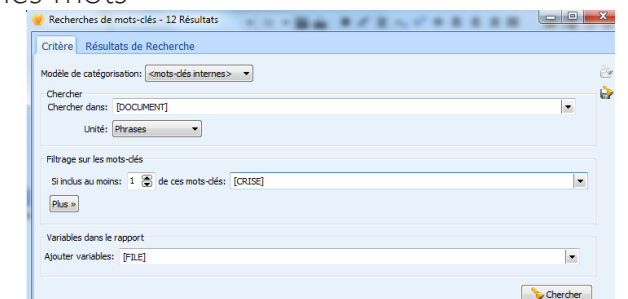 les mots
Recherches de mots-clés - 12 Résultats
Critère Résultats de Recherche
Modèle de catégorisation: <mots-clés internes>
Chercher
Chercher dans: [DOCUMENT]
Unité: Phrases
Filtrage sur les mots-clés
Si inclus au moins: 1 de ces mots-clés: [CRISE]
Plus »
Variables dans le rapport
Ajouter variables: [FILE]
Chercher